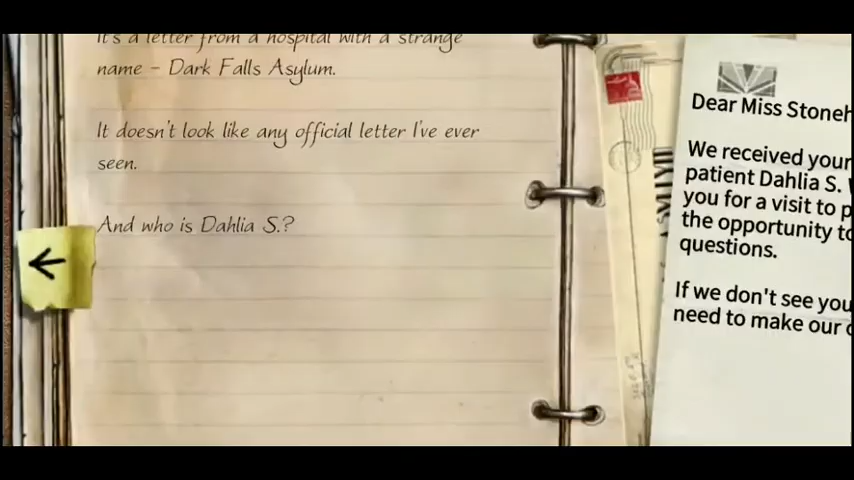 It's a letter from a hospital with a strange
name - Dark Falls Asylum.
It doesn't look like any official letter I've ever
seen.
And who is Dahlia S.?
Dear Miss Stoneh
We received your
patient Dahlia S.
you for a visit to p
the opportunity to
questions.
If we don't see you
need to make our